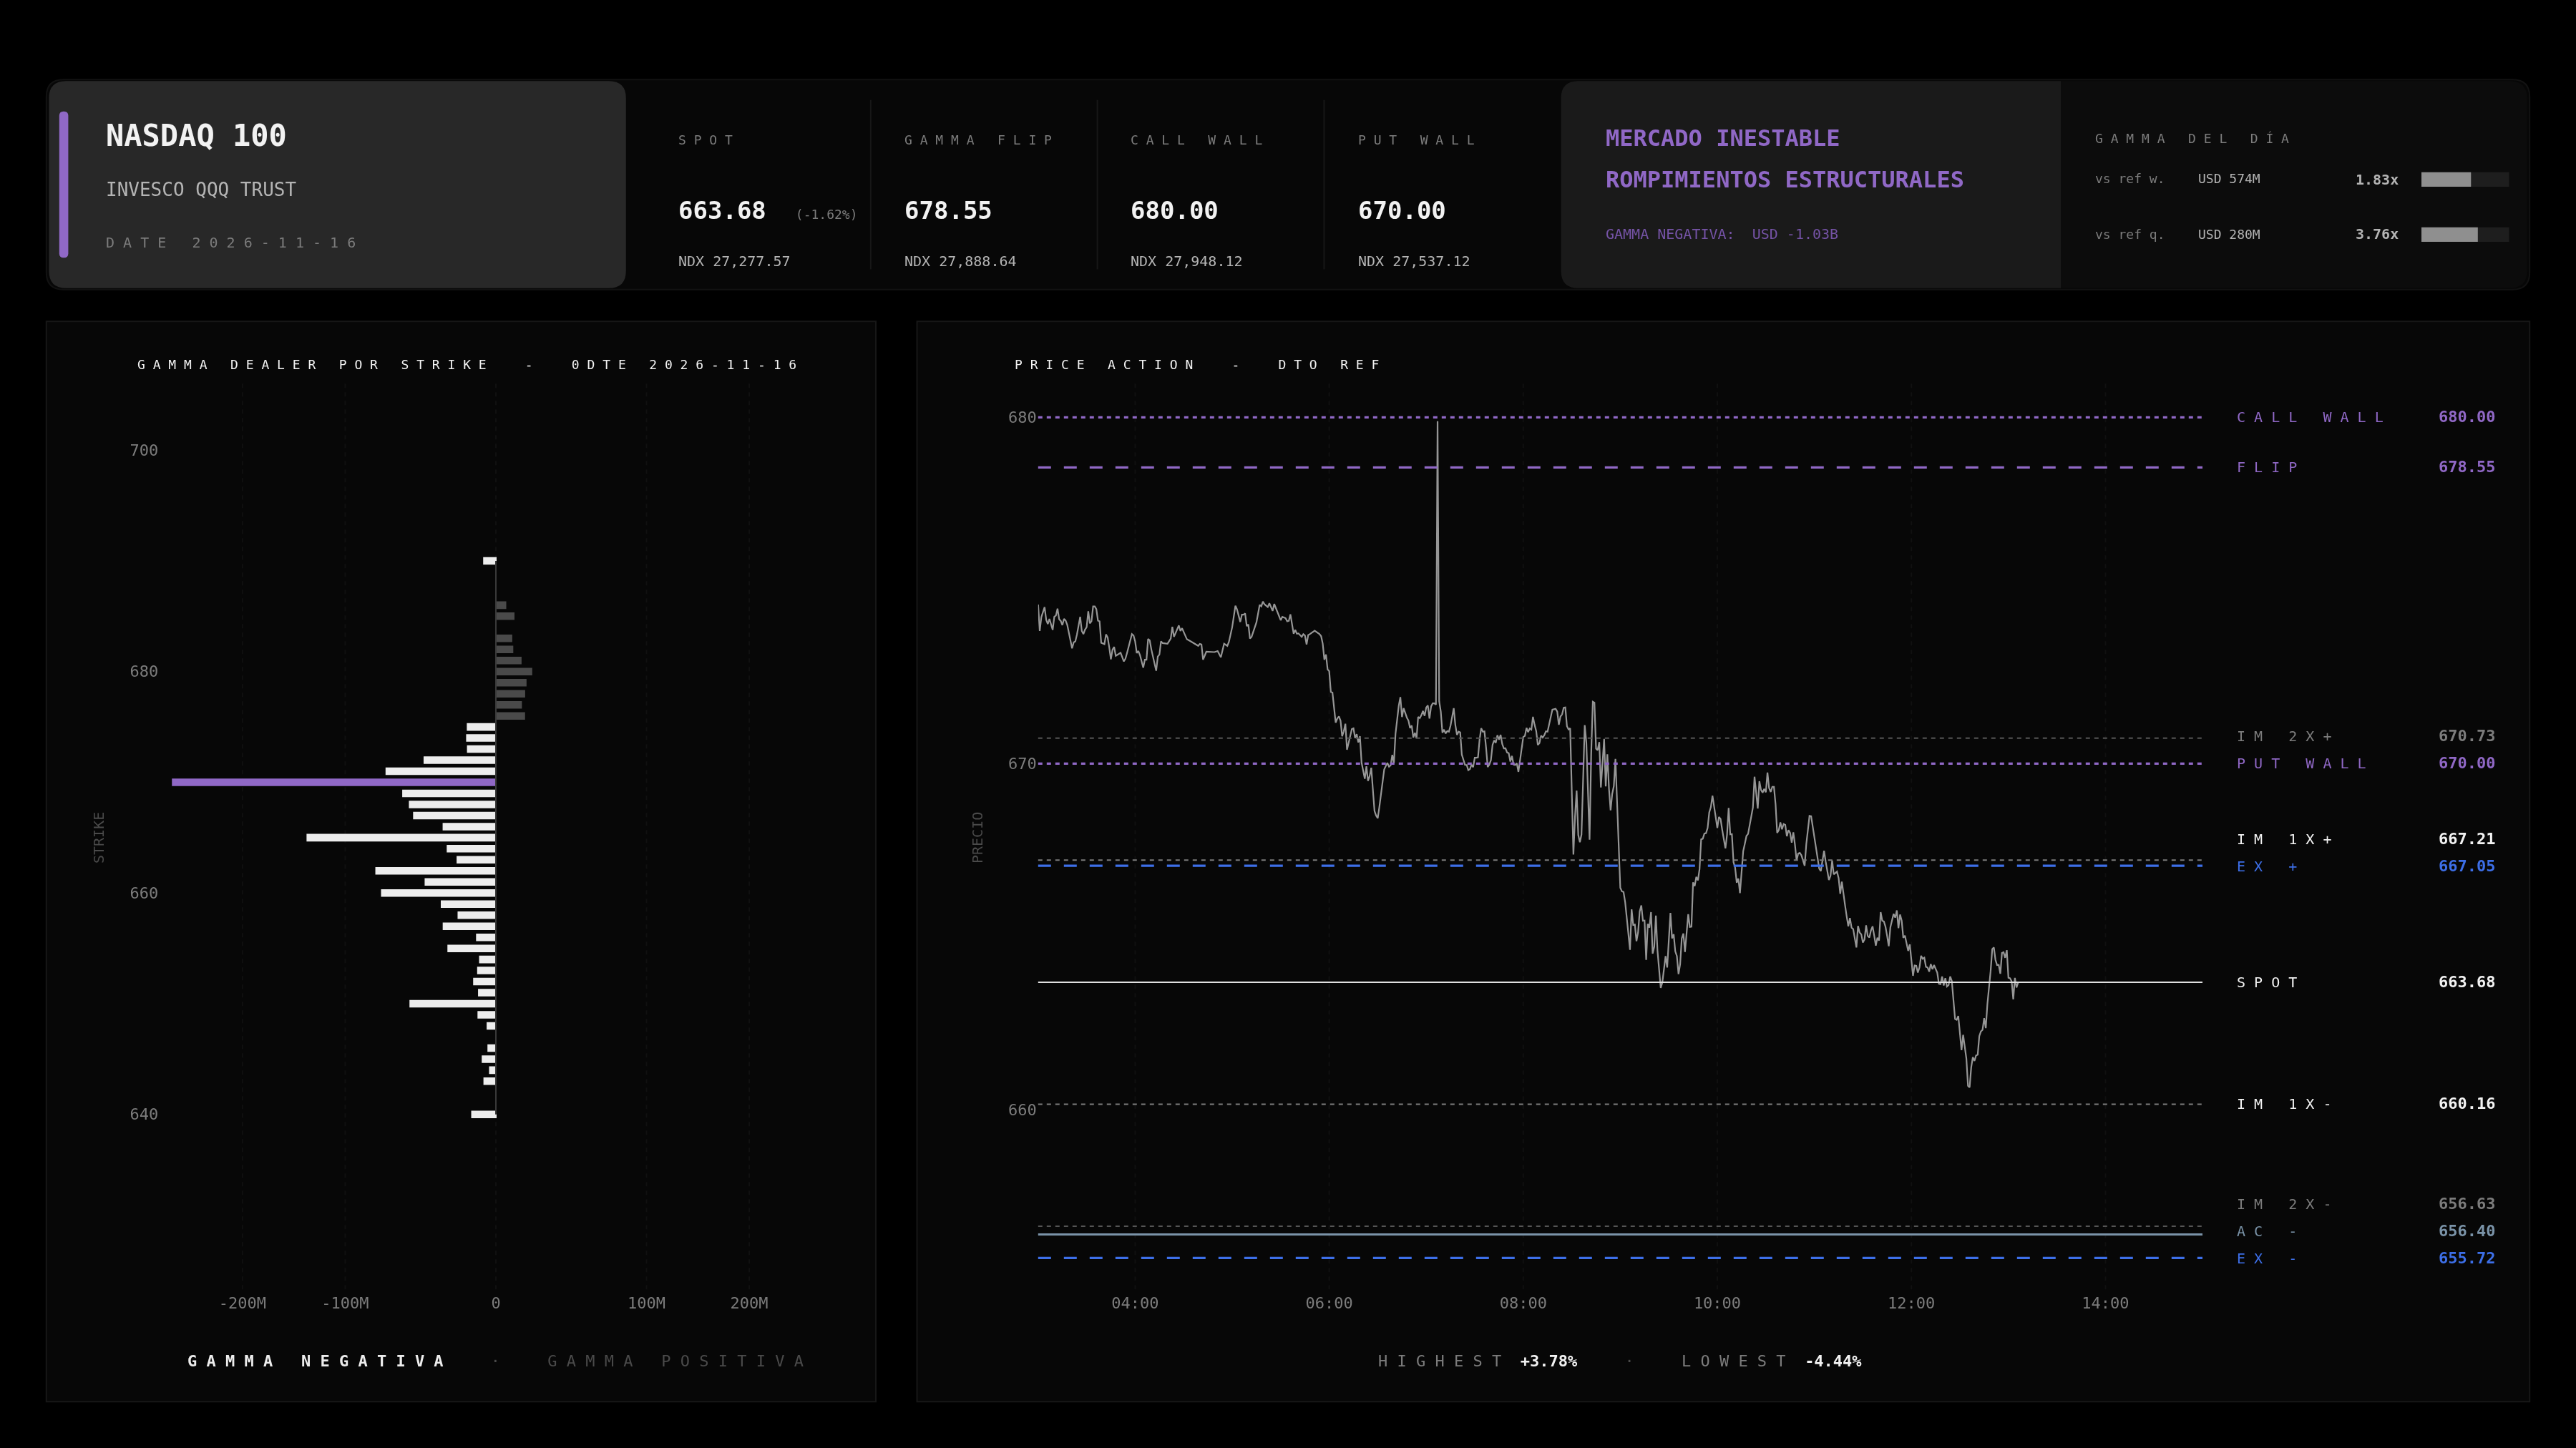 NASDAQ 100
INVESCO QQQ TRUST
DATE 2026-11-16
SPOT
663.68 (-1.62%)
NDX 27,277.57
GAMMA FLIP
678.55
NDX 27,888.64
CALL WALL
680.00
NDX 27,948.12
PUT WALL
670.00
NDX 27,537.12
MERCADO INESTABLE
ROMPIMIENTOS ESTRUCTURALES
GAMMA NEGATIVA: USD -1.03B
GAMMA DEL DÍA
vs ref w. USD 574M 1.83x
vs ref q. USD 280M 3.76x
GAMMA DEALER POR STRIKE - 0DTE 2026-11-16
700
680
660
640
STRIKE
-200M -100M 0 100M 200M
GAMMA NEGATIVA · GAMMA POSITIVA
PRICE ACTION - DTO REF
680
670
660
PRECIO
CALL WALL 680.00
FLIP 678.55
IM 2X+ 670.73
PUT WALL 670.00
IM 1X+ 667.21
EX + 667.05
SPOT 663.68
IM 1X- 660.16
IM 2X- 656.63
AC - 656.40
EX - 655.72
04:00 06:00 08:00 10:00 12:00 14:00
HIGHEST +3.78% · LOWEST -4.44%